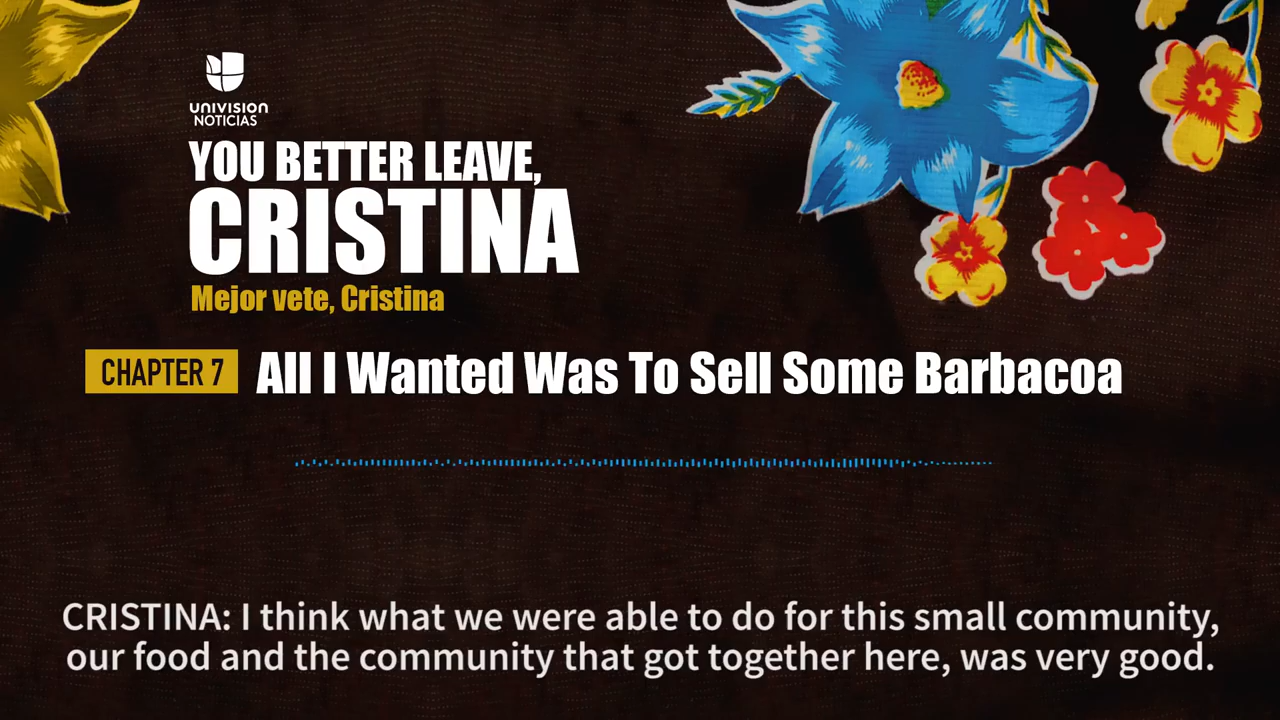 UNIVISION
NOTICIAS
YOU BETTER LEAVE,
CRISTINA
Mejor vete, Cristina
CHAPTER 7 All I Wanted Was To Sell Some Barbacoa
CRISTINA: I think what we were able to do for this small community,
our food and the community that got together here, was very good.